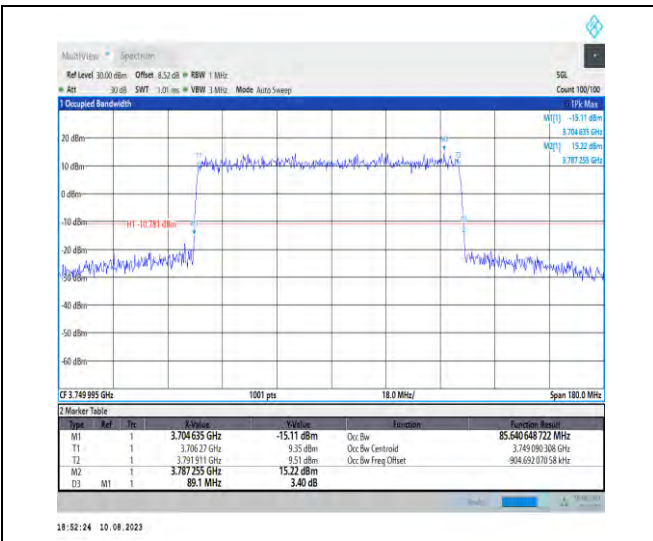 MultiView Spectrum
Ref Level 30.00 dBm Offset 8.52 dB RBW 1 MHz SGL
Att 30 dB SWT 1.01 ms VBW 3 MHz Mode Auto Sweep Count 100/100
1 Occupied Bandwidth 1Pk Max
M1[1] -15.11 dBm
3.704 635 GHz
20 dBm M2[1] 15.22 dBm
3.787 255 GHz
10 dBm
0 dBm
-10 dBm H1 -10.781 dBm
-20 dBm
-30 dBm
-40 dBm
-50 dBm
-60 dBm
CF 3.749 995 GHz 1001 pts 18.0 MHz/ Span 180.0 MHz
2 Marker Table
Type Ref Trc X-Value Y-Value Function Function Result
M1 1 3.704 635 GHz -15.11 dBm Occ Bw 85.640 648 722 MHz
T1 1 3.706 27 GHz 9.35 dBm Occ Bw Centroid 3.749 090 308 GHz
T2 1 3.791 911 GHz 9.51 dBm Occ Bw Freq Offset -904.692 070 58 kHz
M2 1 3.787 255 GHz 15.22 dBm
D3 M1 1 89.1 MHz 3.40 dB
18:52:24 10.08.2023